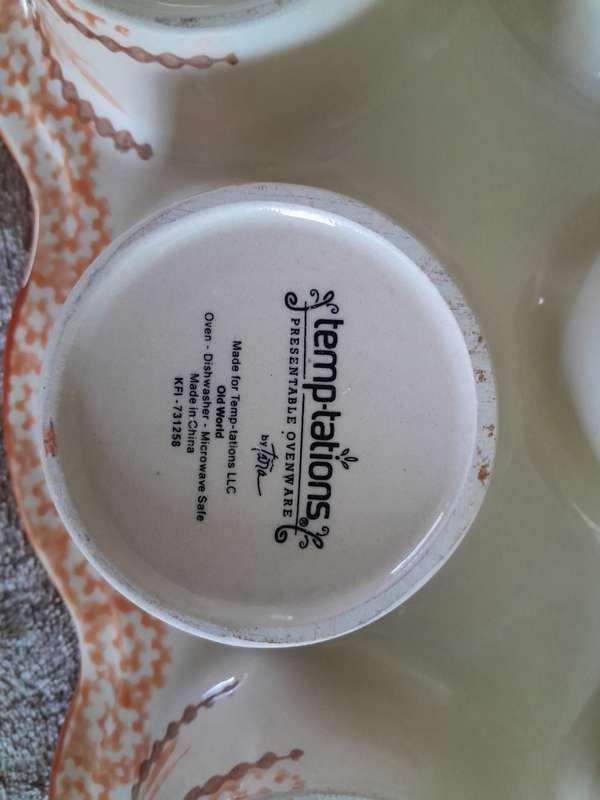 temp-tations®
PRESENTABLE OVENWARE
by Tara
Made for Temp-tations LLC
Old World
Oven - Dishwasher - Microwave Safe
Made in China
KFI - 731258